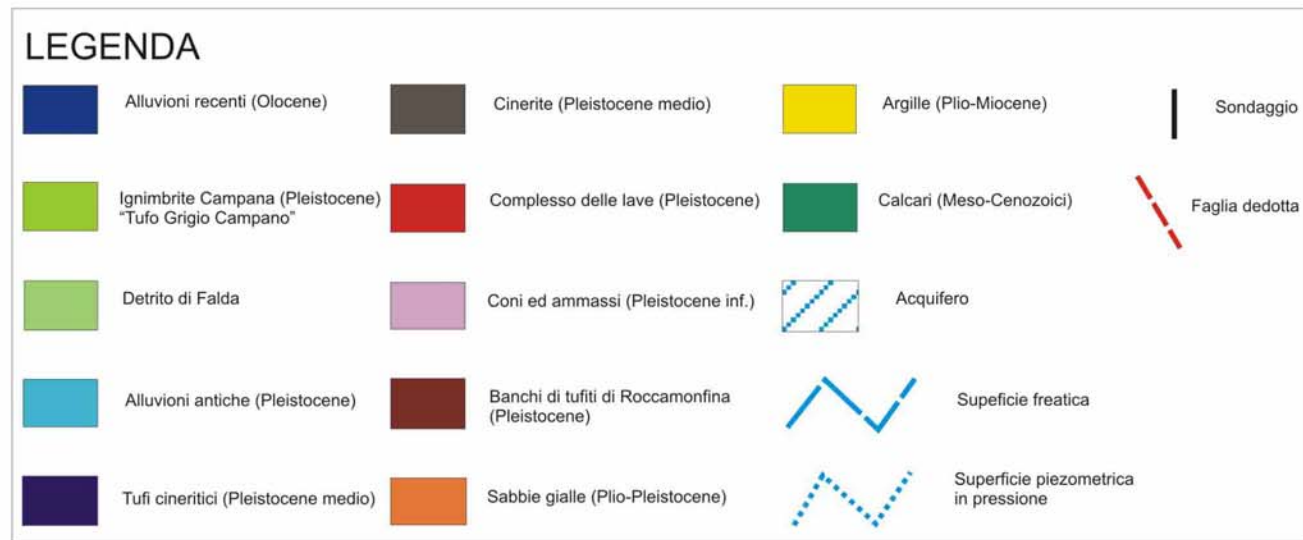 LEGENDA
Alluvioni recenti (Olocene)
Ignimbrite Campana (Pleistocene)
“Tufo Grigio Campano”
Detrito di Falda
Alluvioni antiche (Pleistocene)
Tufi cineritici (Pleistocene medio)
Cinerite (Pleistocene medio)
Complesso delle lave (Pleistocene)
Coni ed ammassi (Pleistocene inf.)
Banchi di tufiti di Roccamonfina
(Pleistocene)
Sabbie gialle (Plio-Pleistocene)
Argille (Plio-Miocene)
Calcari (Meso-Cenozoici)
Acquifero
Supeficie freatica
Superficie piezometrica
in pressione
Sondaggio
Faglia dedotta